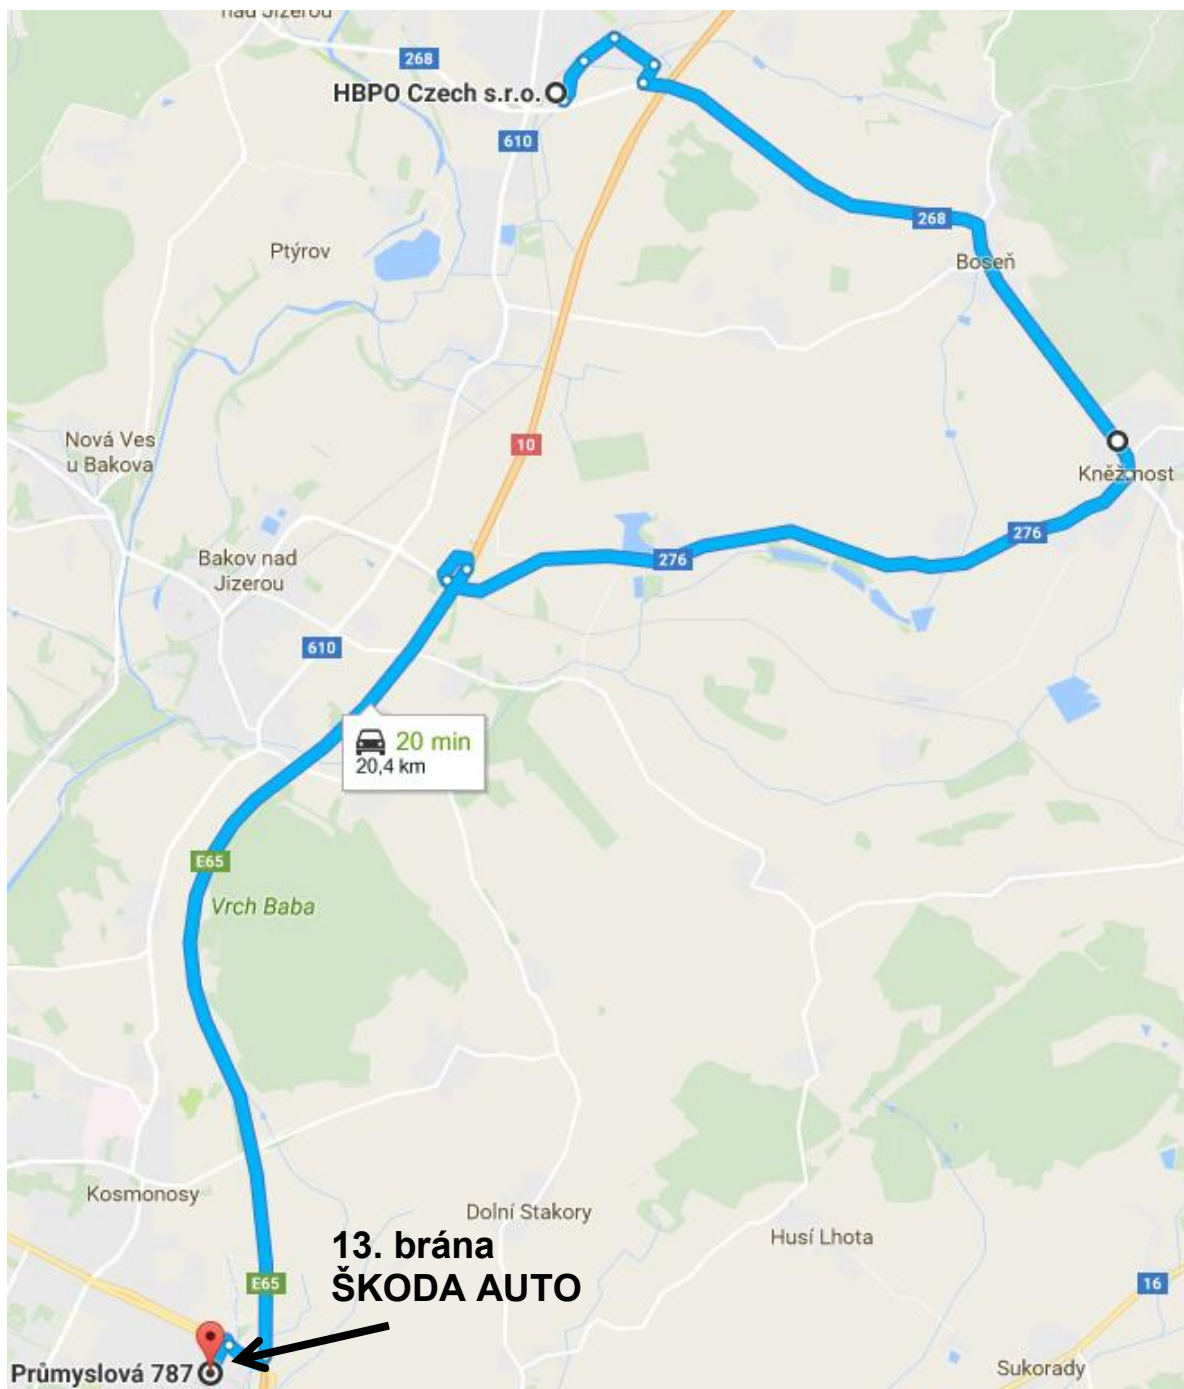 nad Jizerou
268
HBPO Czech s.r.o.
610
268
Ptýrov
Boseň
10
Nová Ves
u Bakova
Kněžmost
276
276
Bakov nad
Jizerou
610
20 min
20,4 km
E65
Vrch Baba
Kosmonosy
Dolní Stakory
13. brána
ŠKODA AUTO
Husí Lhota
E65
16
Průmyslová 787
Sukorady